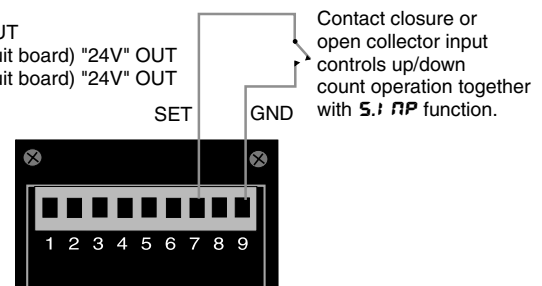 UT
uit board) "24V" OUT
uit board) "24V" OUT
Contact closure or
open collector input
controls up/down
count operation together
with 5.I NP function.
SET
GND
1 2 3 4 5 6 7 8 9